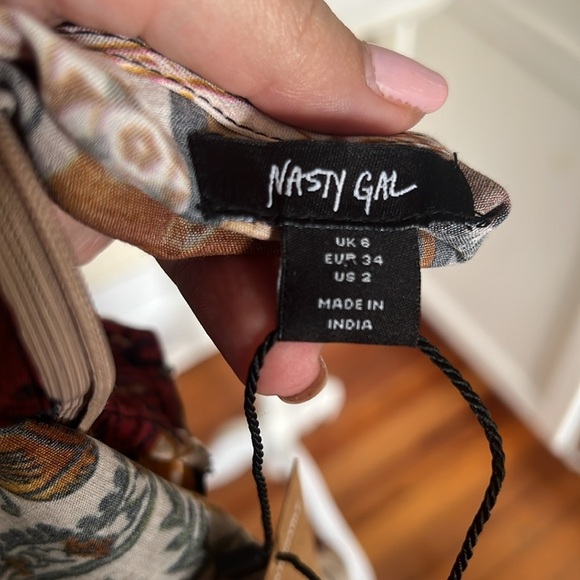 NASTY GAL
UK 6
EUR 34
US 2
MADE IN
INDIA